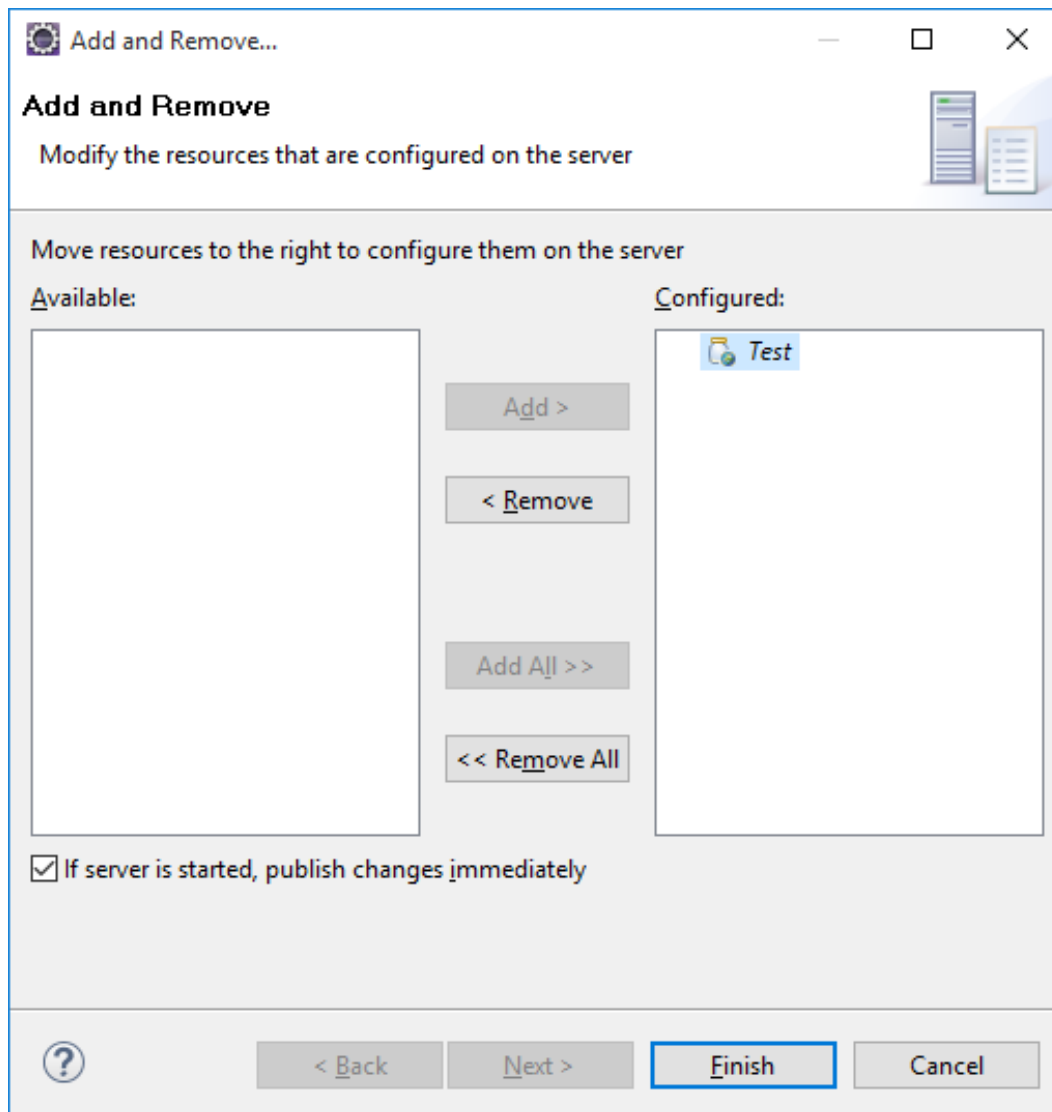 Add and Remove...
Add and Remove
Modify the resources that are configured on the server
Move resources to the right to configure them on the server
Available:
Configured:
Test
Add >
< Remove
Add All >>
<< Remove All
If server is started, publish changes immediately
?
< Back
Next >
Finish
Cancel